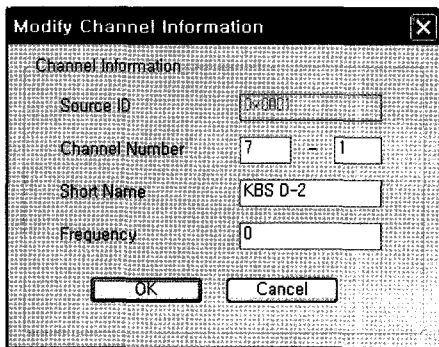 Modify Channel Information
Channel Information
Source ID 0x0001
Channel Number 7 - 1
Short Name KBS D-2
Frequency 0
OK Cancel